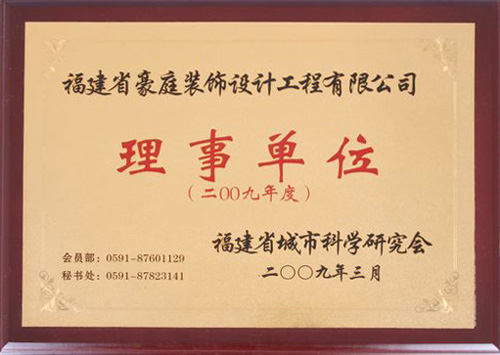 福建省豪庭装饰设计工程有限公司
理事单位
（二00九年度）
福建省城市科学研究会
会员部：0591-87601129
二〇〇九年三月
秘书处：0591-87823141